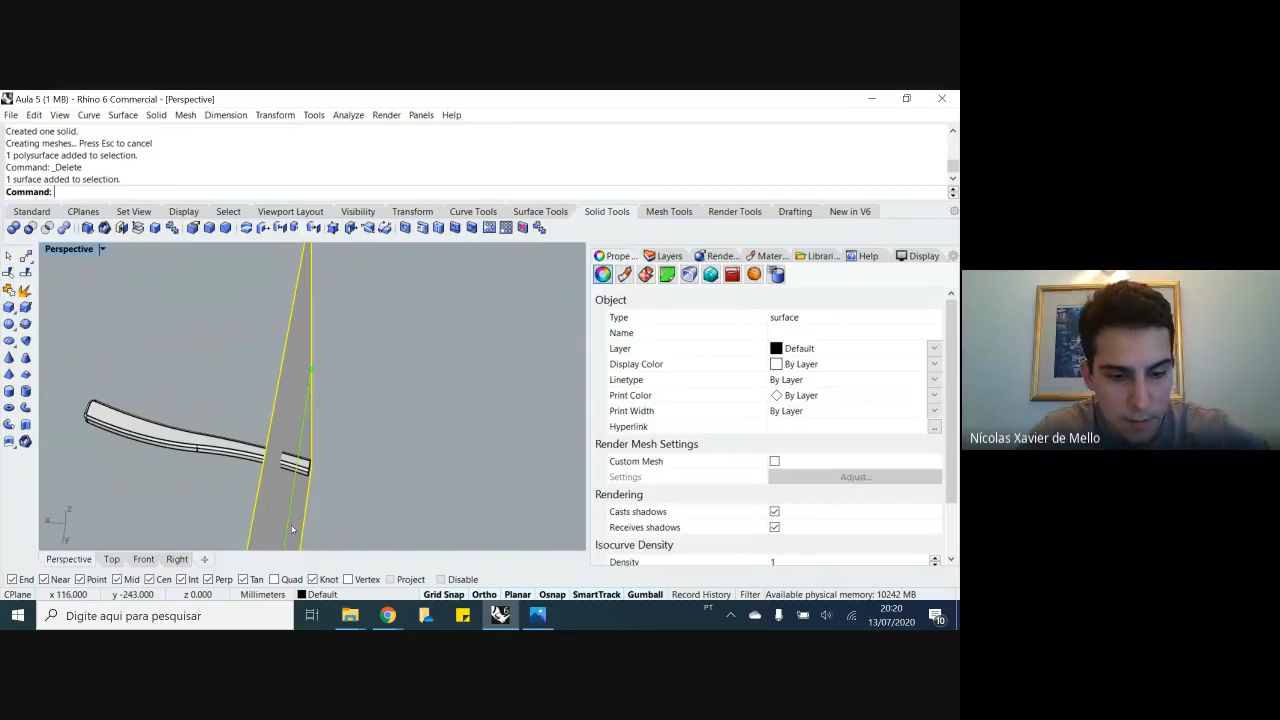 Aula 5 (1 MB) - Rhino 6 Commercial - [Perspective]
File Edit View Curve Surface Solid Mesh Dimension Transform Tools Analyze Render Panels Help
Created one solid.
Creating meshes... Press Esc to cancel
1 polysurface added to selection.
Command: _Delete
1 surface added to selection.
Command:
Standard CPlanes Set View Display Select Viewport Layout Visibility Transform Curve Tools Surface Tools Solid Tools Mesh Tools Render Tools Drafting New in V6
Perspective
Prope... Layers Rende... Mater... Librari... Help Display
Object
Type surface
Name
Layer Default
Display Color By Layer
Linetype By Layer
Print Color By Layer
Print Width By Layer
Hyperlink ...
Render Mesh Settings
Custom Mesh
Settings Adjust...
Rendering
Casts shadows
Receives shadows
Isocurve Density
Density 1
z
x
y
Perspective Top Front Right
End Near Point Mid Cen Int Perp Tan Quad Knot Vertex Project Disable
CPlane x 116.000 y -243.000 z 0.000 Millimeters Default Grid Snap Ortho Planar Osnap SmartTrack Gumball Record History Filter Available physical memory: 10242 MB
Digite aqui para pesquisar
PT
20:20
13/07/2020
10
Nícolas Xavier de Mello